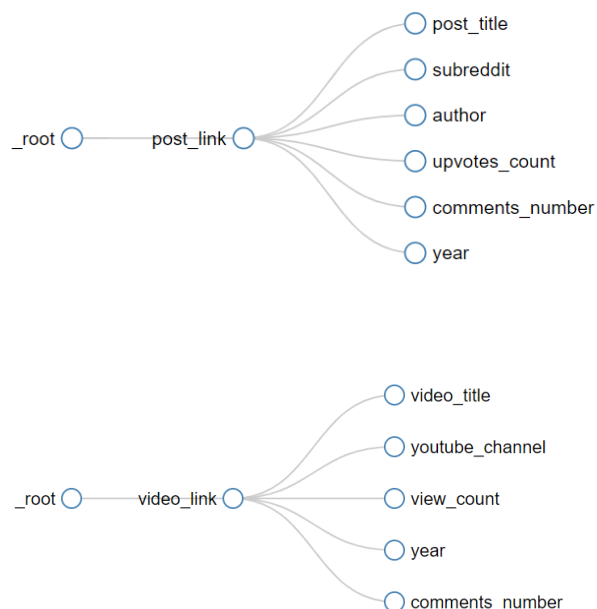 post_title
subreddit
author
_root post_link
upvotes_count
comments_number
year
video_title
youtube_channel
_root video_link view_count
year
comments_number